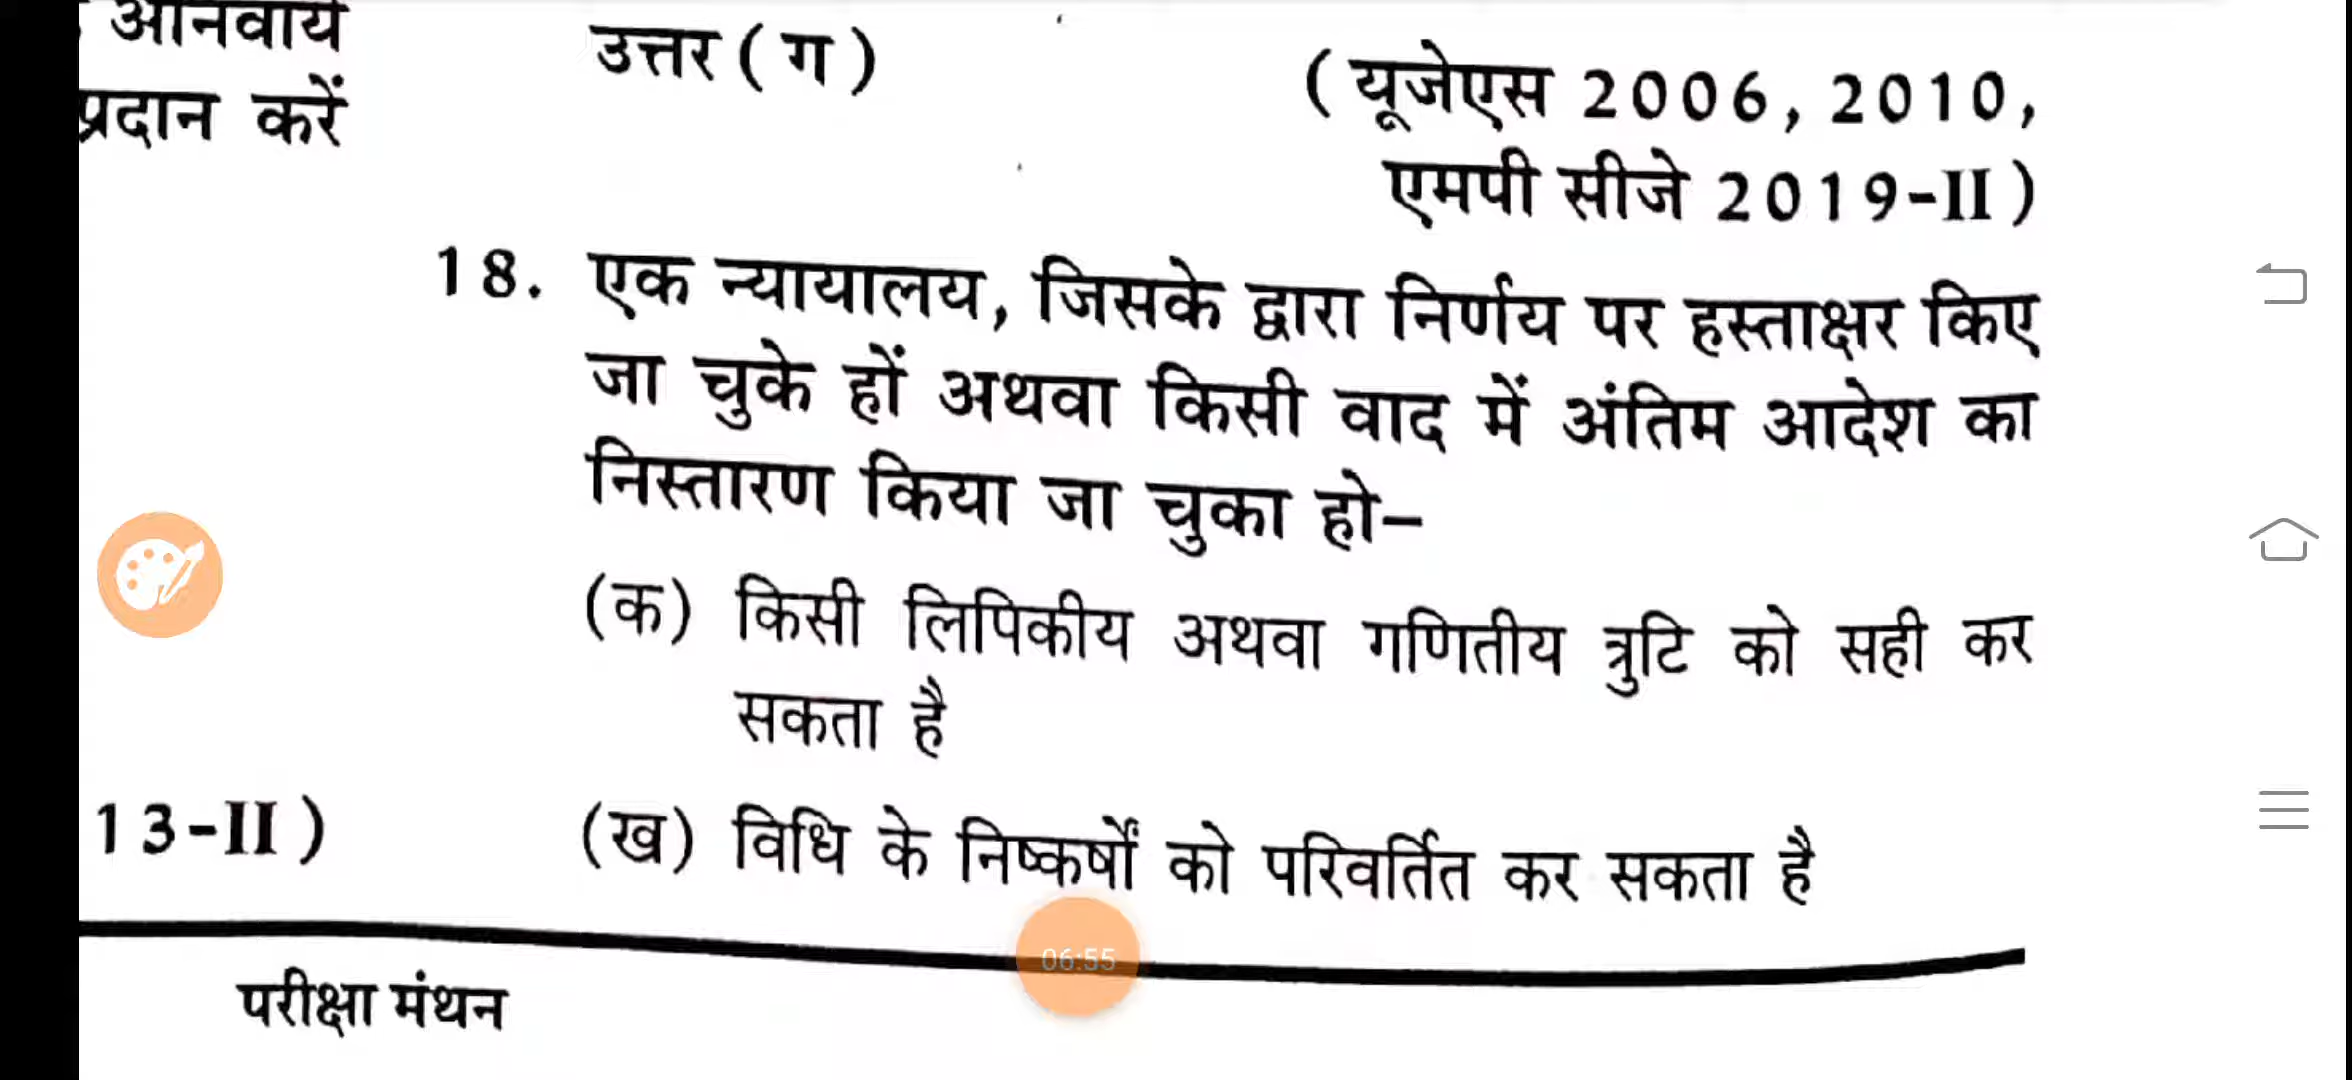 अनिवार्य
प्रदान करें
13-II)
उत्तर (ग)
(यूजेएस 2006, 2010,
एमपी सीजे 2019-II)
18. एक न्यायालय, जिसके द्वारा निर्णय पर हस्ताक्षर किए
जा चुके हों अथवा किसी वाद में अंतिम आदेश का
निस्तारण किया जा चुका हो–
(क) किसी लिपिकीय अथवा गणितीय त्रुटि को सही कर
सकता है
(ख) विधि के निष्कर्षों को परिवर्तित कर सकता है
06:55
परीक्षा मंथन